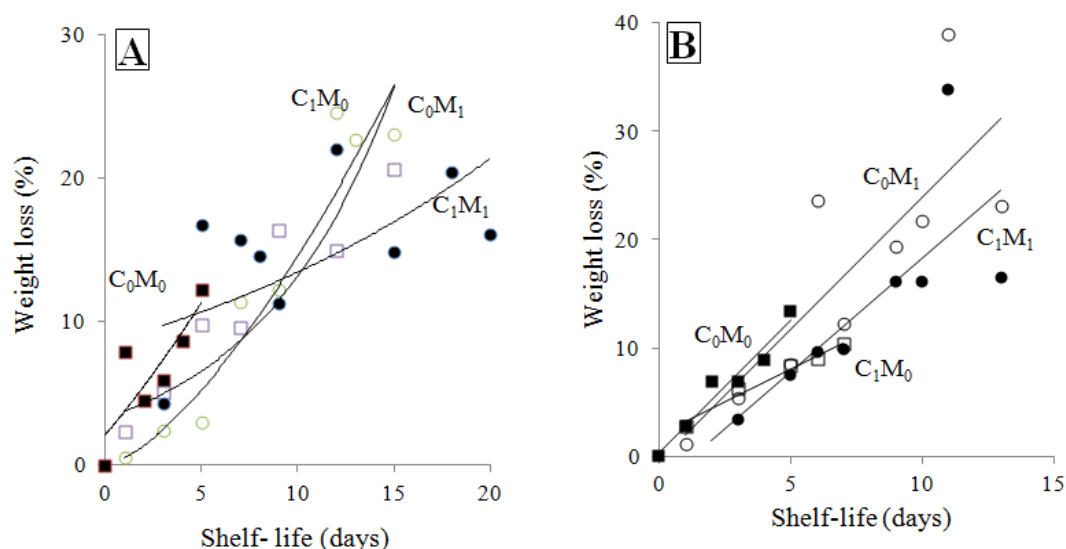 A
30
20
10
0
Weight loss (%)
C₁M₀
C₀M₁
C₁M₁
C₀M₀
0 5 10 15 20
Shelf- life (days)
B
40
30
20
10
0
Weight loss (%)
C₀M₁
C₁M₁
C₀M₀
C₁M₀
0 5 10 15
Shelf-life (days)